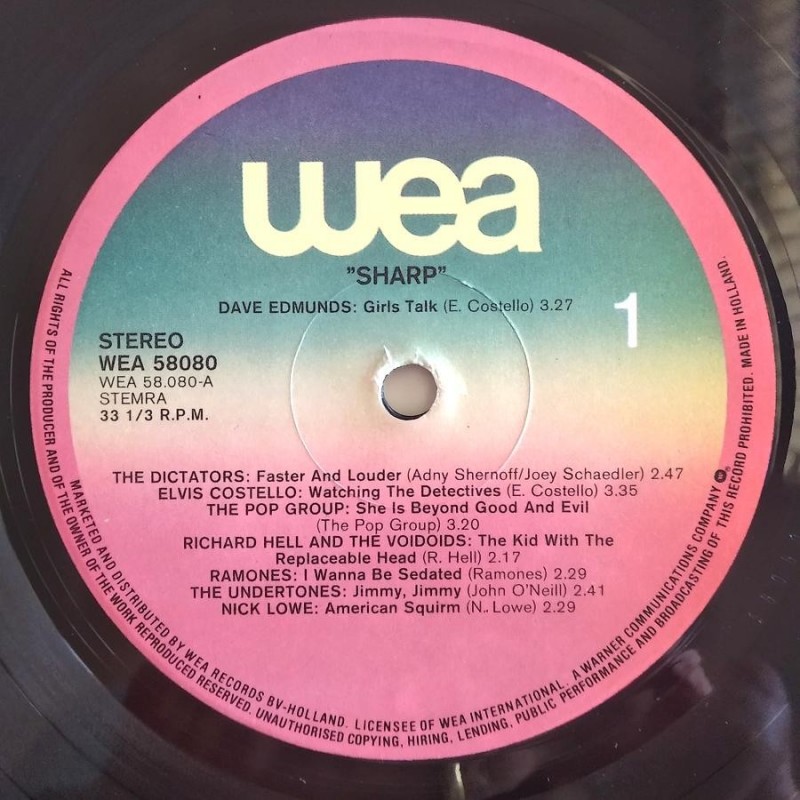 wea
”SHARP”
DAVE EDMUNDS: Girls Talk (E. Costello) 3.27
1
STEREO
WEA 58080
WEA 58.080-A
STEMRA
33 1/3 R.P.M.
THE DICTATORS: Faster And Louder (Adny Shernoff/Joey Schaedler) 2.47
ELVIS COSTELLO: Watching The Detectives (E. Costello) 3.35
THE POP GROUP: She Is Beyond Good And Evil
(The Pop Group) 3.20
RICHARD HELL AND THE VOIDOIDS: The Kid With The
Replaceable Head (R. Hell) 2.17
RAMONES: I Wanna Be Sedated (Ramones) 2.29
THE UNDERTONES: Jimmy, Jimmy (John O'Neill) 2.41
NICK LOWE: American Squirm (N. Lowe) 2.29
MARKETED AND DISTRIBUTED BY WEA RECORDS BV-HOLLAND. LICENSEE OF WEA INTERNATIONAL. A WARNER COMMUNICATIONS COMPANY
ALL RIGHTS OF THE PRODUCER AND OF THE OWNER OF THE WORK REPRODUCED RESERVED. UNAUTHORISED COPYING, HIRING, LENDING, PUBLIC PERFORMANCE AND BROADCASTING OF THIS RECORD PROHIBITED. MADE IN HOLLAND.